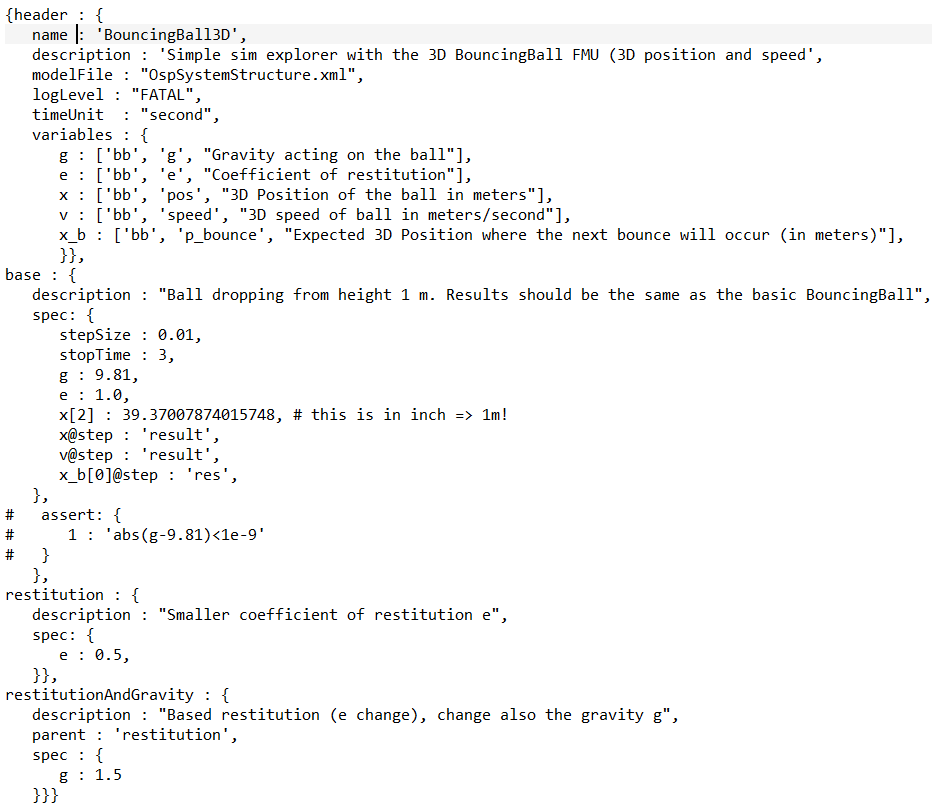 {header : {
   name : 'BouncingBall3D',
   description : 'Simple sim explorer with the 3D BouncingBall FMU (3D position and speed',
   modelFile : "OspSystemStructure.xml",
   logLevel : "FATAL",
   timeUnit  : "second",
   variables : {
      g : ['bb', 'g', "Gravity acting on the ball"],
      e : ['bb', 'e', "Coefficient of restitution"],
      x : ['bb', 'pos', "3D Position of the ball in meters"],
      v : ['bb', 'speed', "3D speed of ball in meters/second"],
      x_b : ['bb', 'p_bounce', "Expected 3D Position where the next bounce will occur (in meters)"],
      }},
base : {
   description : "Ball dropping from height 1 m. Results should be the same as the basic BouncingBall",
   spec: {
      stepSize : 0.01,
      stopTime : 3,
      g : 9.81,
      e : 1.0,
      x[2] : 39.37007874015748, # this is in inch => 1m!
      x@step : 'result',
      v@step : 'result',
      x_b[0]@step : 'res',
   },
#   assert: {
#      1 : 'abs(g-9.81)<1e-9'
#   }
   },
restitution : {
   description : "Smaller coefficient of restitution e",
   spec: {
      e : 0.5,
   }},
restitutionAndGravity : {
   description : "Based restitution (e change), change also the gravity g",
   parent : 'restitution',
   spec : {
      g : 1.5
   }}}